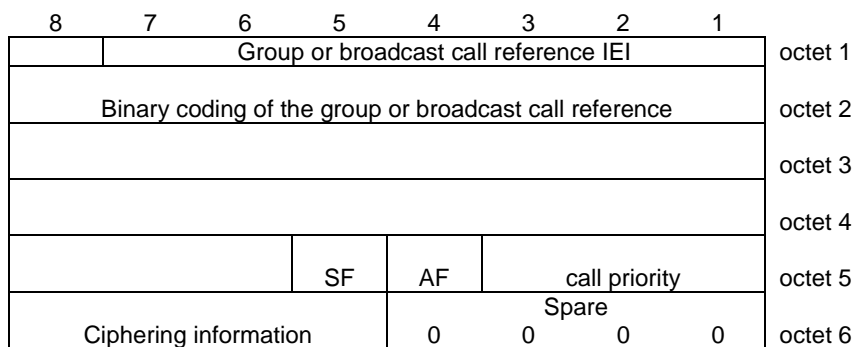 8 7 6 5 4 3 2 1
Group or broadcast call reference IEI octet 1
Binary coding of the group or broadcast call reference octet 2
octet 3
octet 4
SF AF call priority octet 5
Spare
Ciphering information 0 0 0 0 octet 6